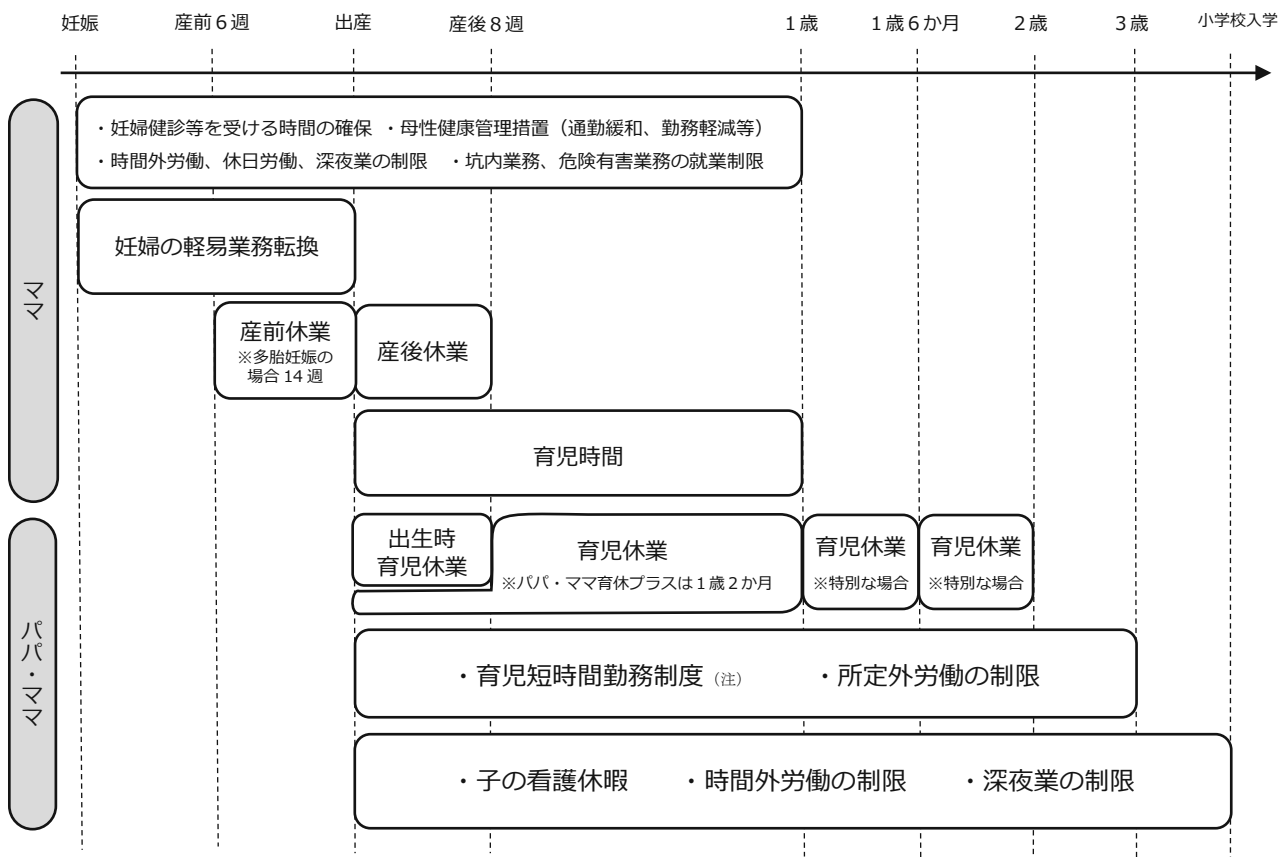 妊娠 産前6週 出産 産後8週 1歳 1歳6か月 2歳 3歳 小学校入学
ママ
・妊婦健診等を受ける時間の確保 ・母性健康管理措置（通勤緩和、勤務軽減等）
・時間外労働、休日労働、深夜業の制限 ・坑内業務、危険有害業務の就業制限
妊婦の軽易業務転換
産前休業
※多胎妊娠の
場合 14 週
産後休業
育児時間
パパ・ママ
出生時
育児休業
育児休業
※パパ・ママ育休プラスは1歳2か月
育児休業
※特別な場合
育児休業
※特別な場合
・育児短時間勤務制度（注） ・所定外労働の制限
・子の看護休暇 ・時間外労働の制限 ・深夜業の制限